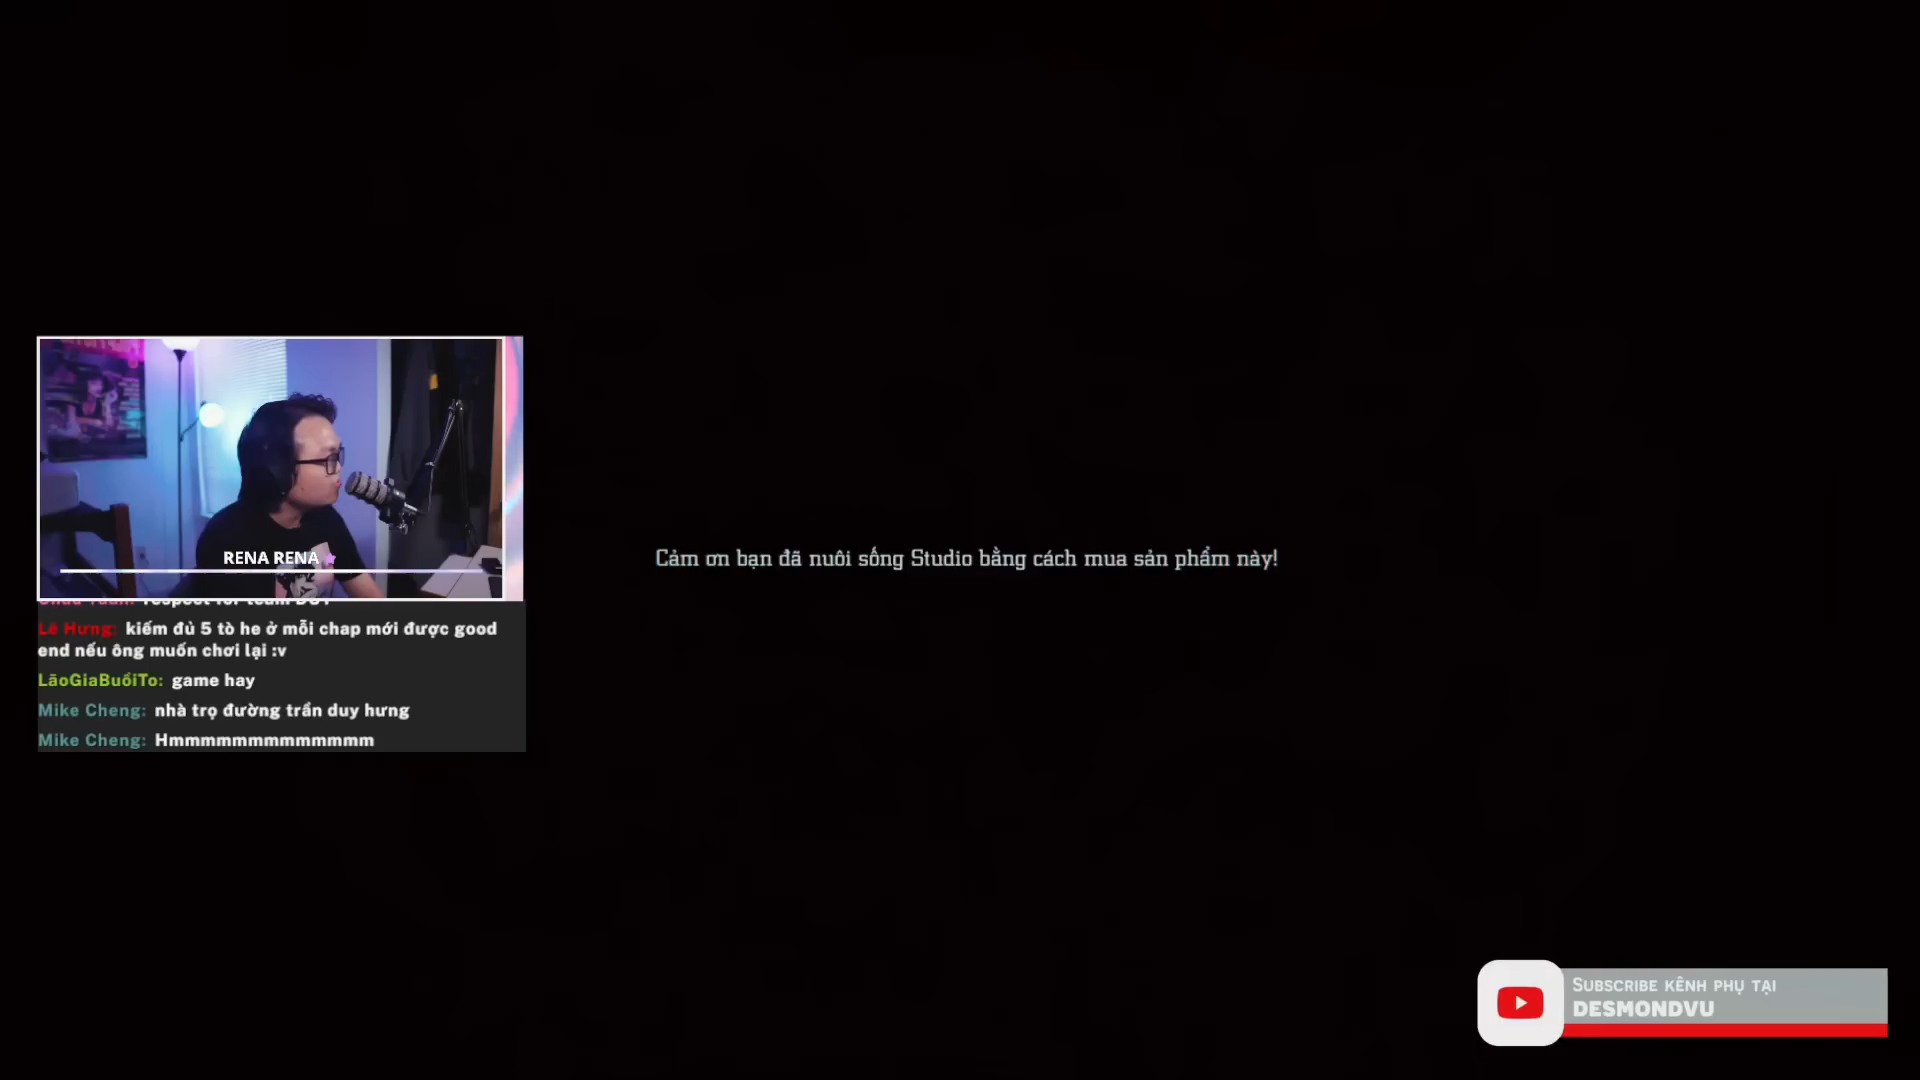 RENA RENA
Cảm ơn bạn đã nuôi sống Studio bằng cách mua sản phẩm này!
Lê Hưng: kiếm đủ 5 tò he ở mỗi chap mới được good
end nếu ông muốn chơi lại :v
LãoGiaBuồiTo: game hay
Mike Cheng: nhà trọ đường trần duy hưng
Mike Cheng: Hmmmmmmmmmmmmm
SUBSCRIBE KÊNH PHỤ TẠI
DESMONDVU